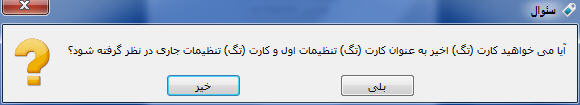 سئوال
آیا می خواهید کارت (تگ) اخیر به عنوان کارت (تگ) تنظیمات اول و کارت (تگ) تنظیمات جاری در نظر گرفته شود؟
بلی
خیر